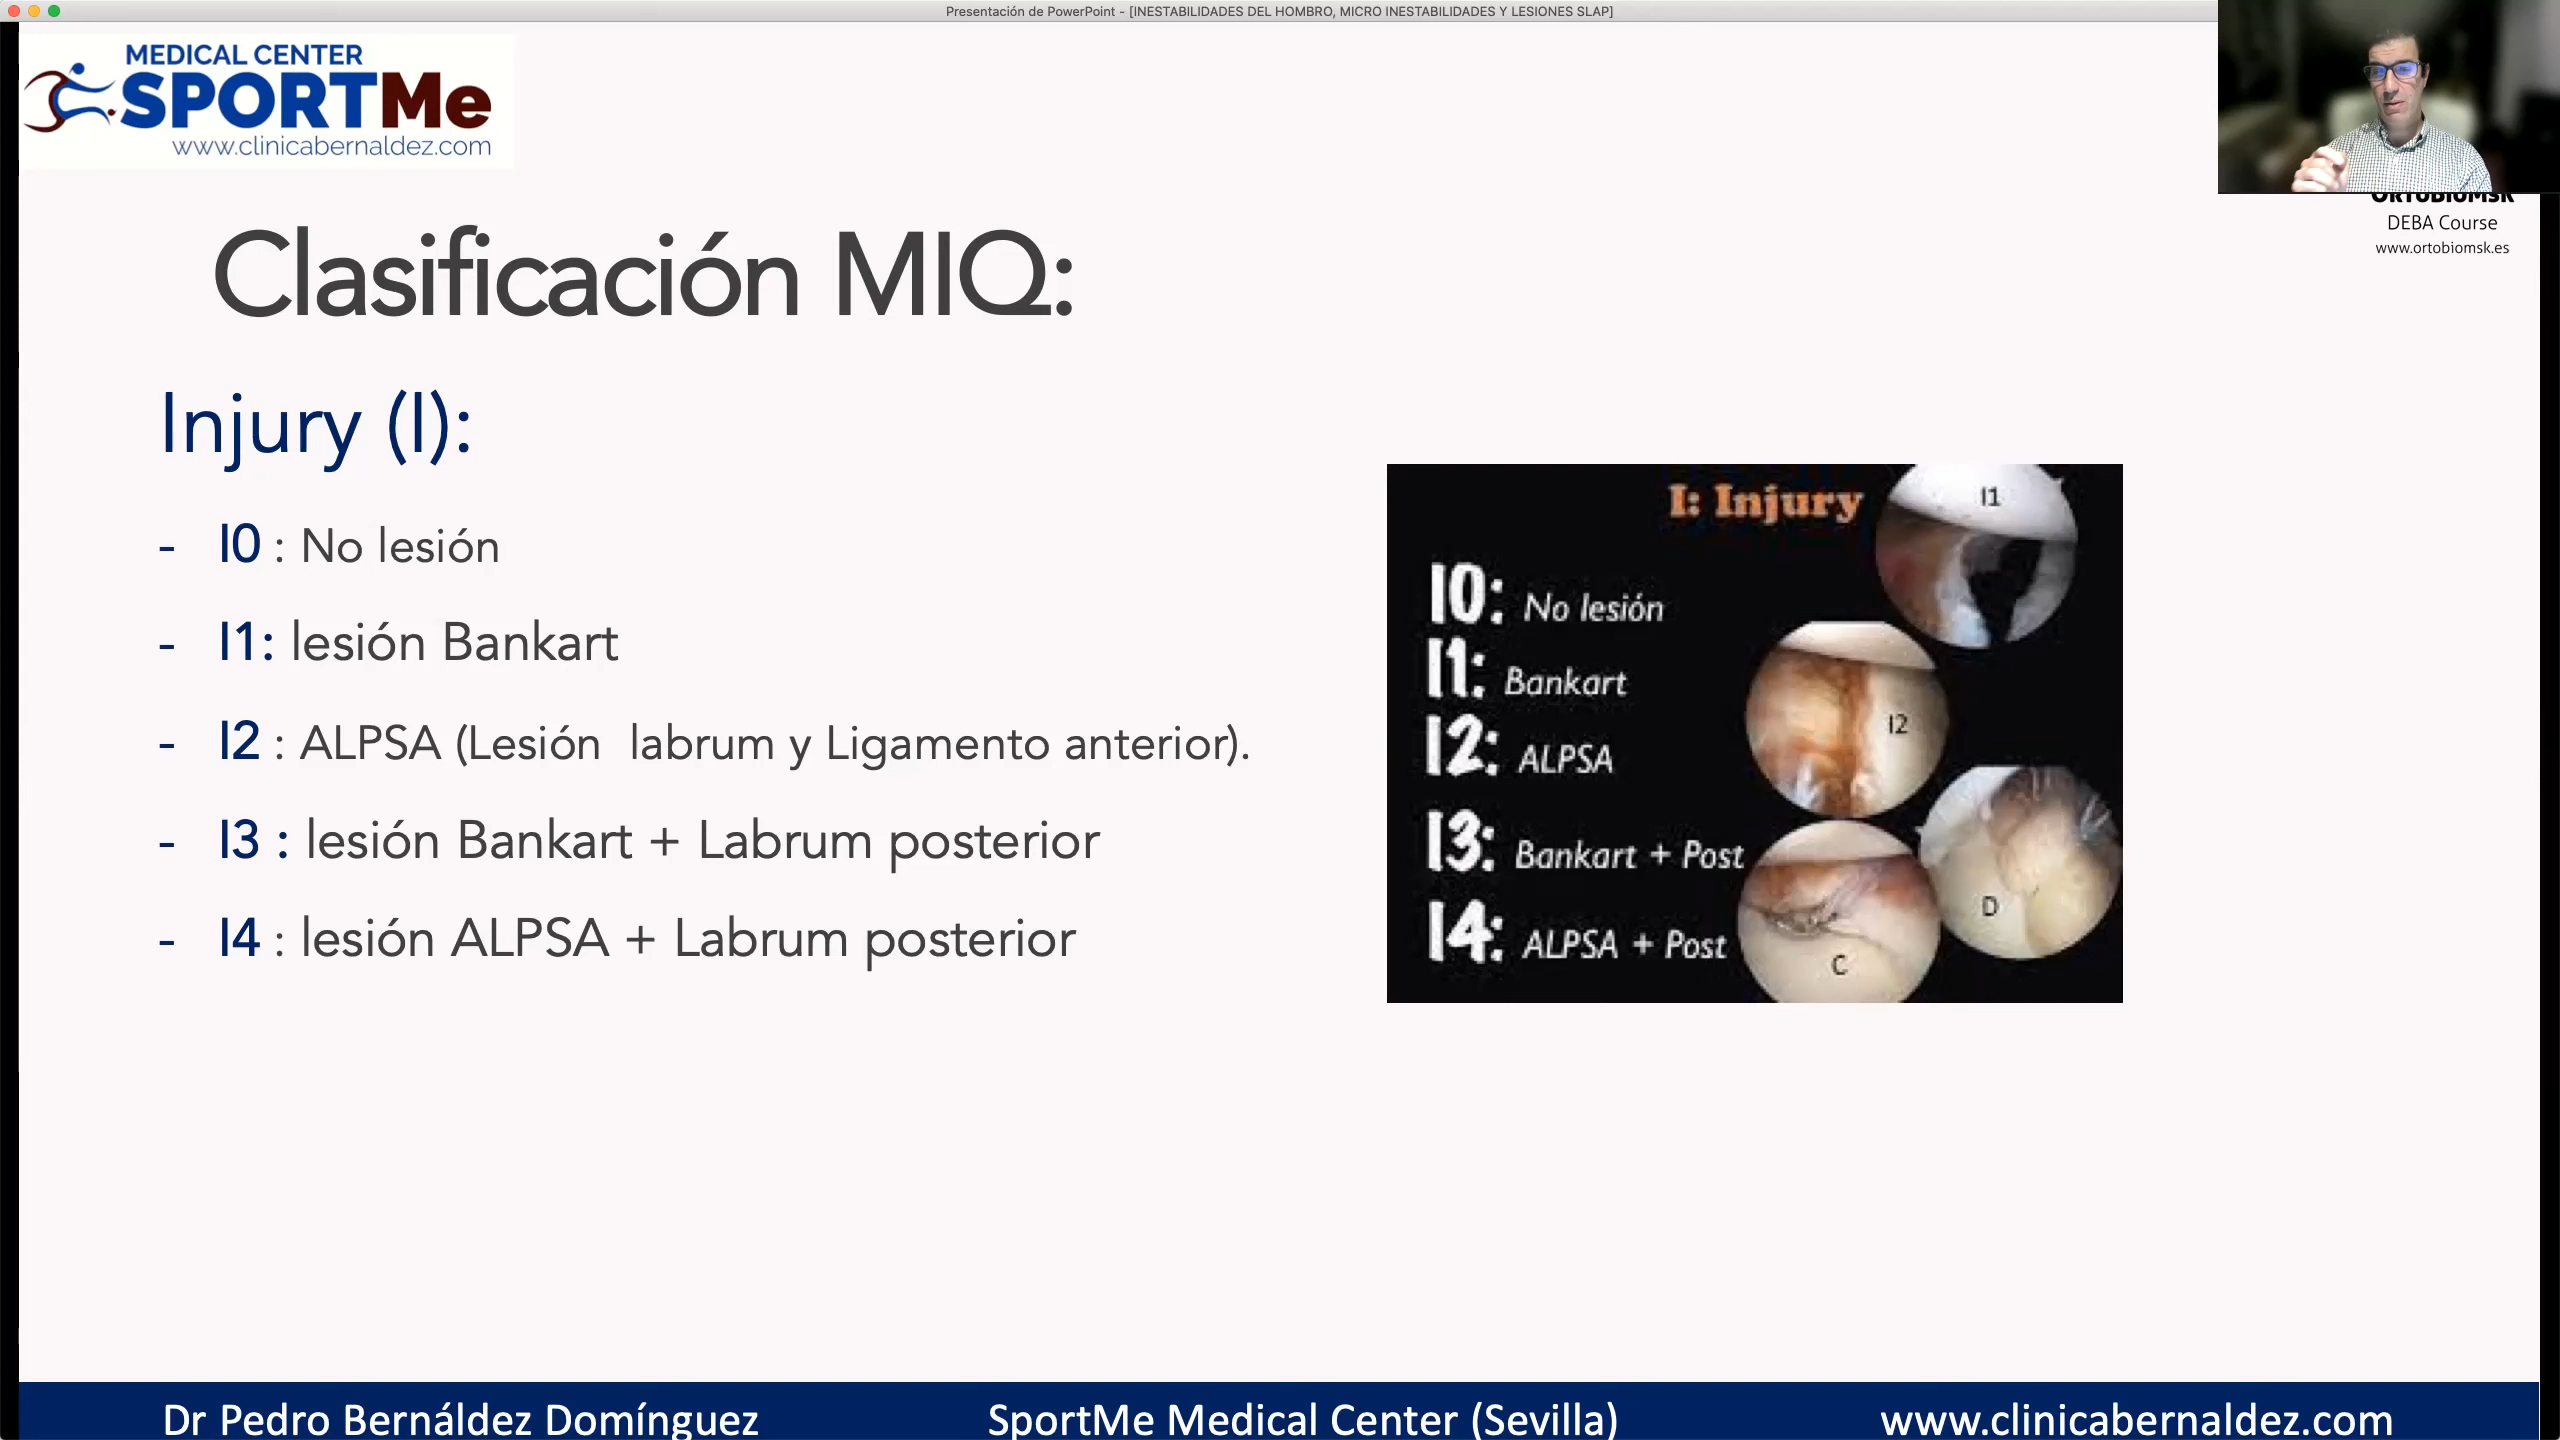 Presentación de PowerPoint - [INESTABILIDADES DEL HOMBRO, MICRO INESTABILIDADES Y LESIONES SLAP]
MEDICAL CENTER
SPORTMe
www.clinicabernaldez.com
ORTOBIOMSK
DEBA Course
www.ortobiomsk.es
Clasificación MIQ:
Injury (I):
- I0 : No lesión
- I1: lesión Bankart
- I2 : ALPSA (Lesión labrum y Ligamento anterior).
- I3 : lesión Bankart + Labrum posterior
- I4 : lesión ALPSA + Labrum posterior
I: Injury
I1
I0: No lesión
I1: Bankart
I2
I2: ALPSA
I3: Bankart + Post
D
I4: ALPSA + Post
C
Dr Pedro Bernáldez Domínguez
SportMe Medical Center (Sevilla)
www.clinicabernaldez.com